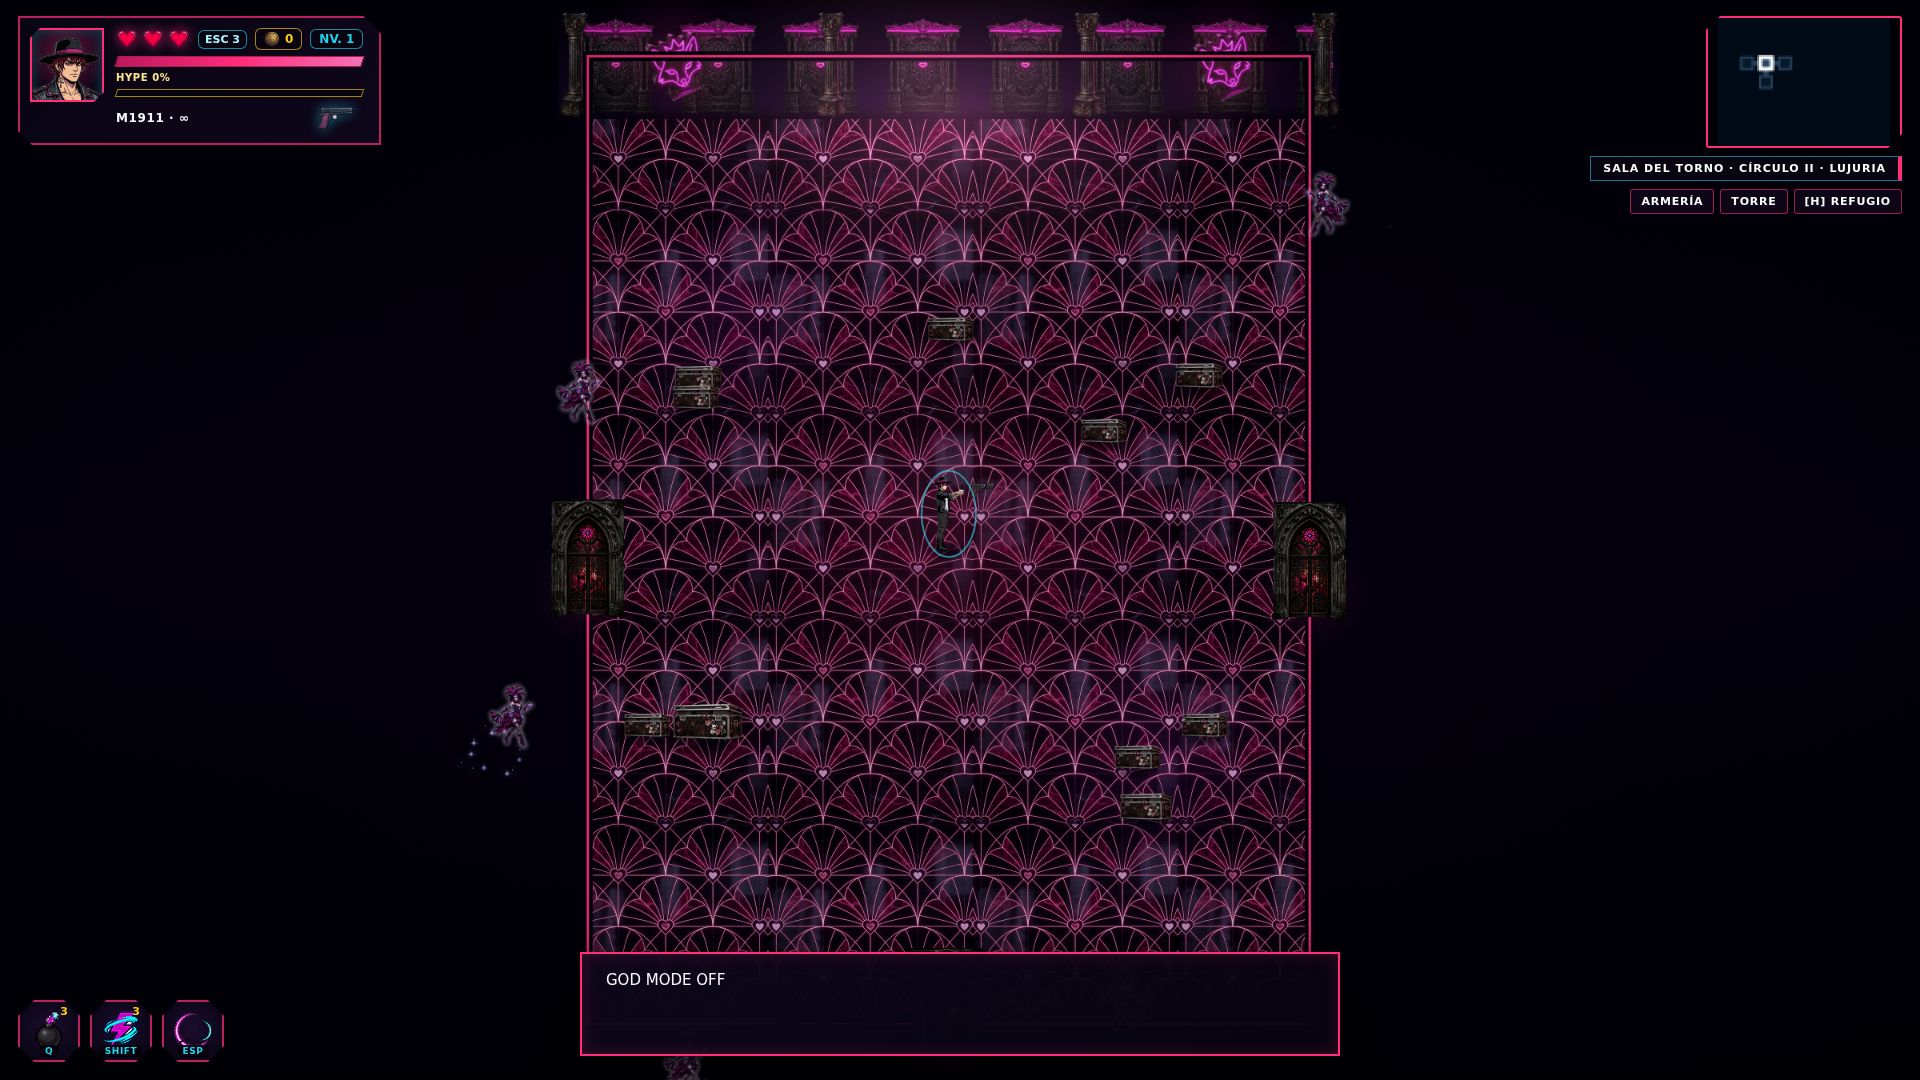 ESC 3
0
NV. 1
HYPE 0%
M1911 · ∞
SALA DEL TORNO · CÍRCULO II · LUJURIA
ARMERÍA
TORRE
[H] REFUGIO
GOD MODE OFF
3
Q
3
SHIFT
ESP